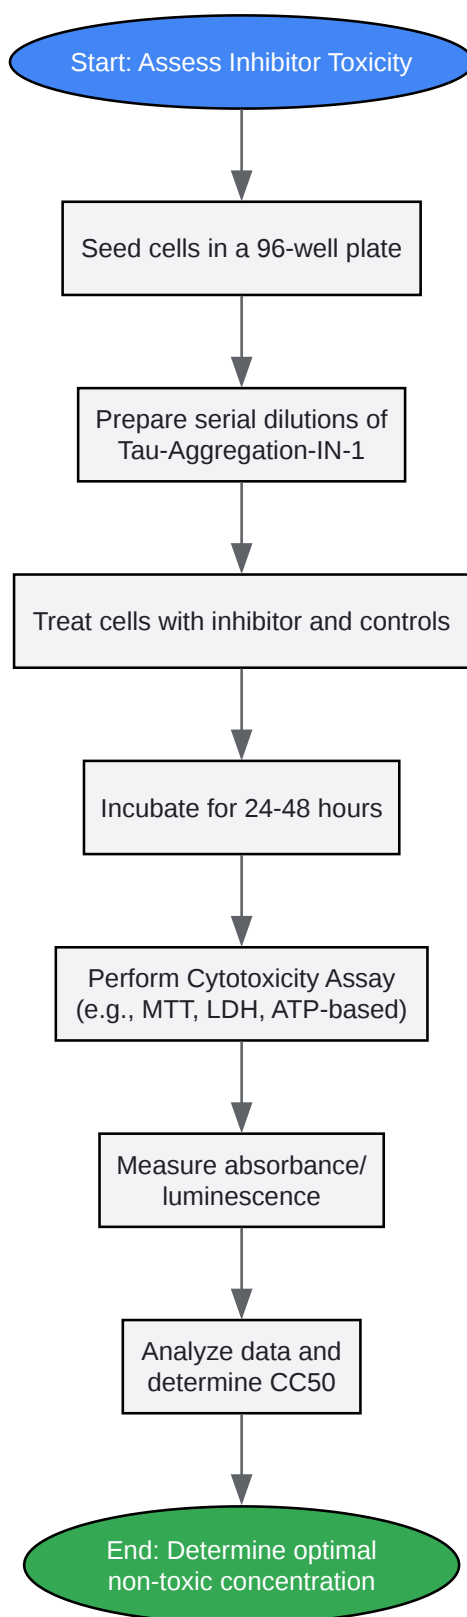 Start: Assess Inhibitor Toxicity
Seed cells in a 96-well plate
Prepare serial dilutions of
Tau-Aggregation-IN-1
Treat cells with inhibitor and controls
Incubate for 24-48 hours
Perform Cytotoxicity Assay
(e.g., MTT, LDH, ATP-based)
Measure absorbance/
luminescence
Analyze data and
determine CC50
End: Determine optimal
non-toxic concentration